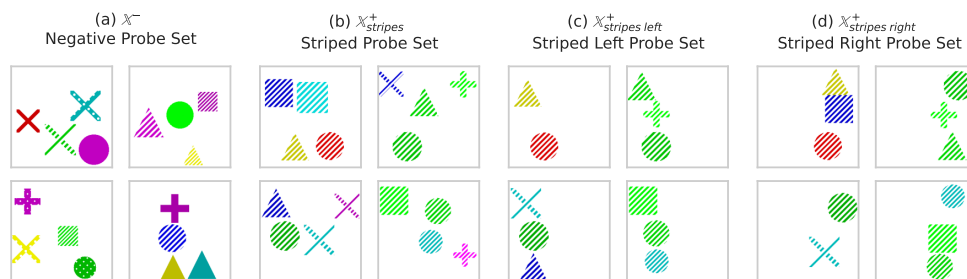 (a) 𝕏⁻
Negative Probe Set
(b) 𝕏⁺stripes
Striped Probe Set
(c) 𝕏⁺stripes left
Striped Left Probe Set
(d) 𝕏⁺stripes right
Striped Right Probe Set